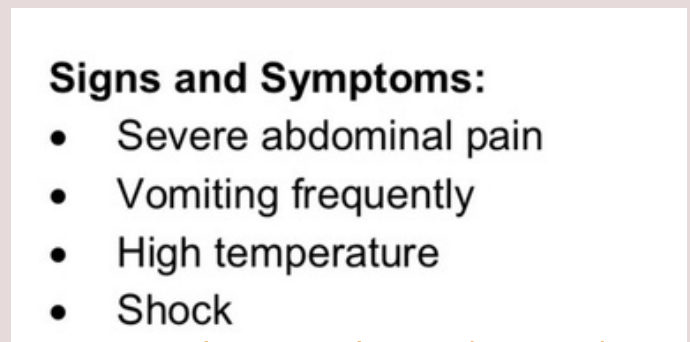 Signs and Symptoms:
• Severe abdominal pain
• Vomiting frequently
• High temperature
• Shock